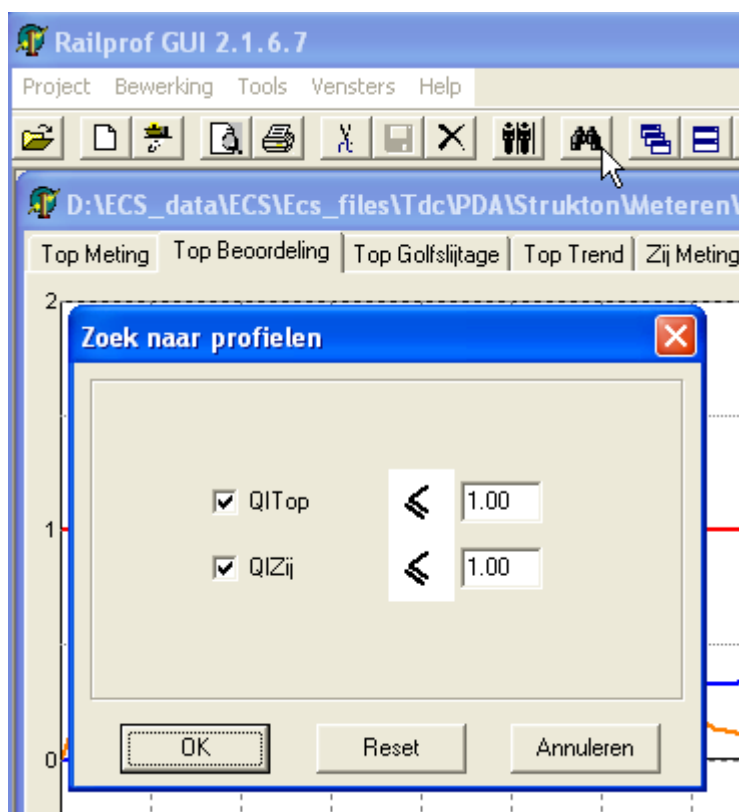 Railprof GUI 2.1.6.7
Project Bewerking Tools Vensters Help
D:\ECS_data\ECS\Ecs_files\Tdc\PDA\Strukton\Meteren\
Top Meting Top Beoordeling Top Golfslijtage Top Trend Zij Meting
2
Zoek naar profielen
QITop ≤ 1.00
1
QIZij ≤ 1.00
OK Reset Annuleren
0